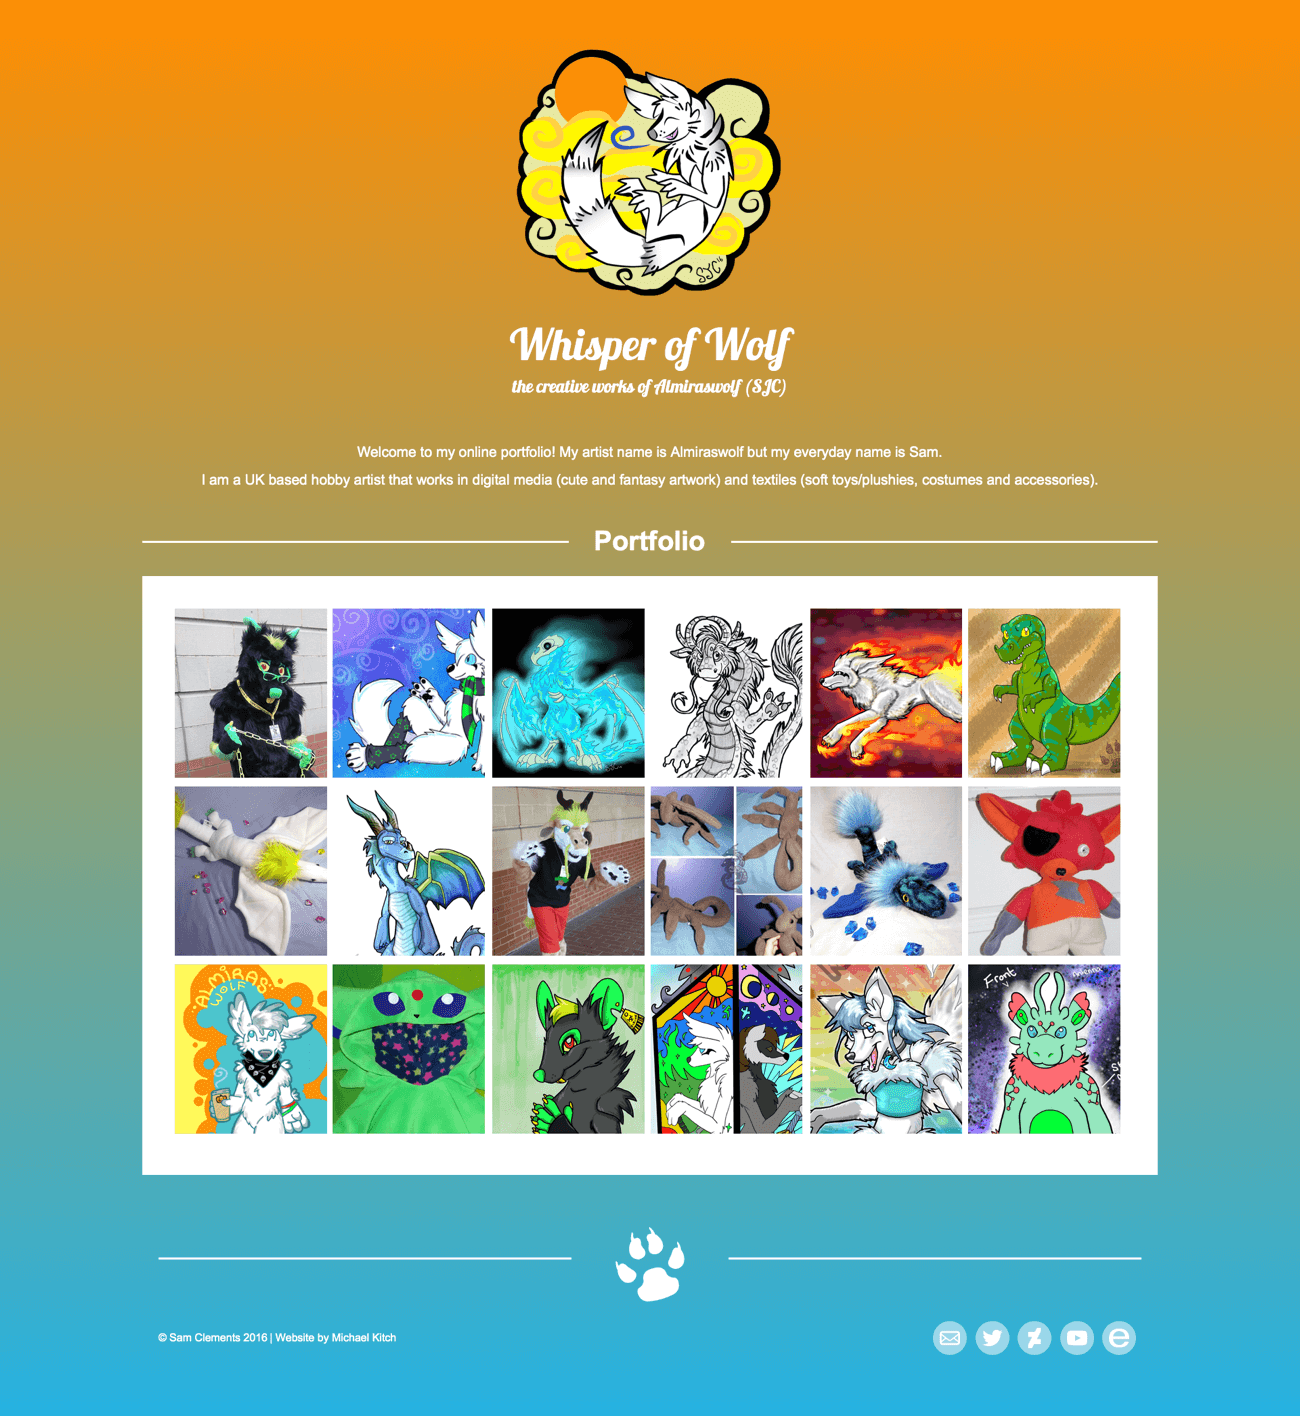 SJC'16
Whisper of Wolf
the creative works of Almiraswolf (SJC)
Welcome to my online portfolio! My artist name is Almiraswolf but my everyday name is Sam.
I am a UK based hobby artist that works in digital media (cute and fantasy artwork) and textiles (soft toys/plushies, costumes and accessories).
Portfolio
ALMIRAS
WOLF
Front
© Sam Clements 2016 | Website by Michael Kitch